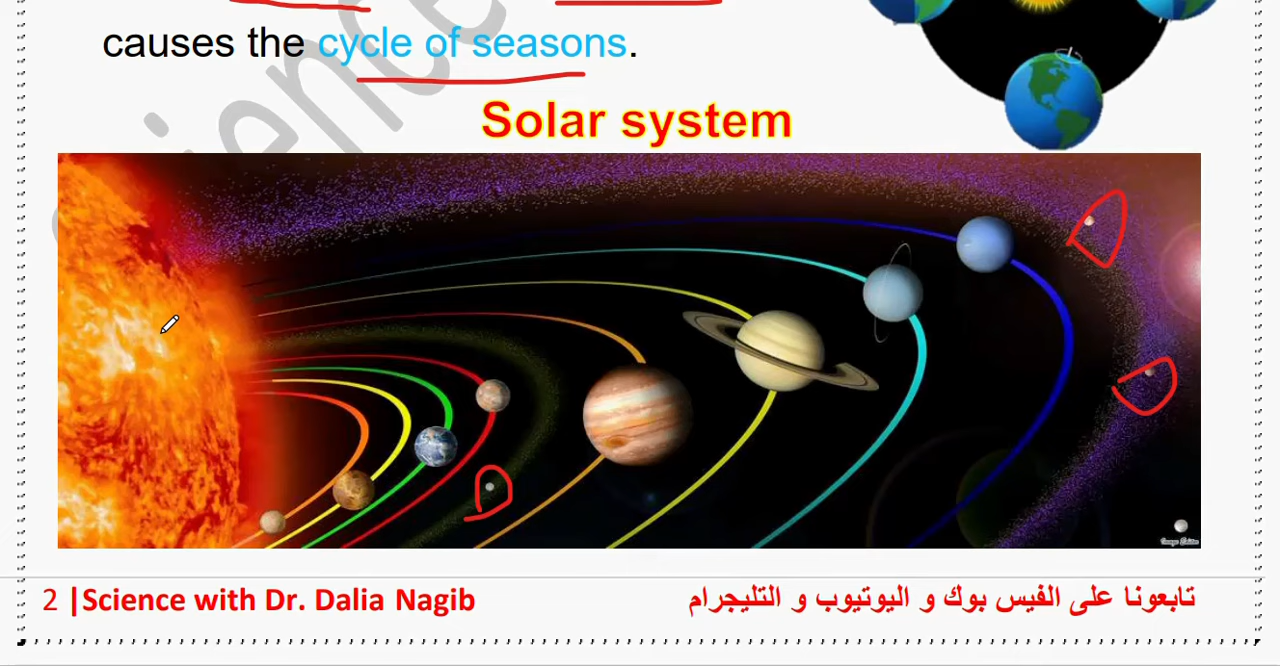 causes the cycle of seasons.
Solar system
2 |Science with Dr. Dalia Nagib
تابعونا على الفيس بوك و اليوتيوب و التليجرام